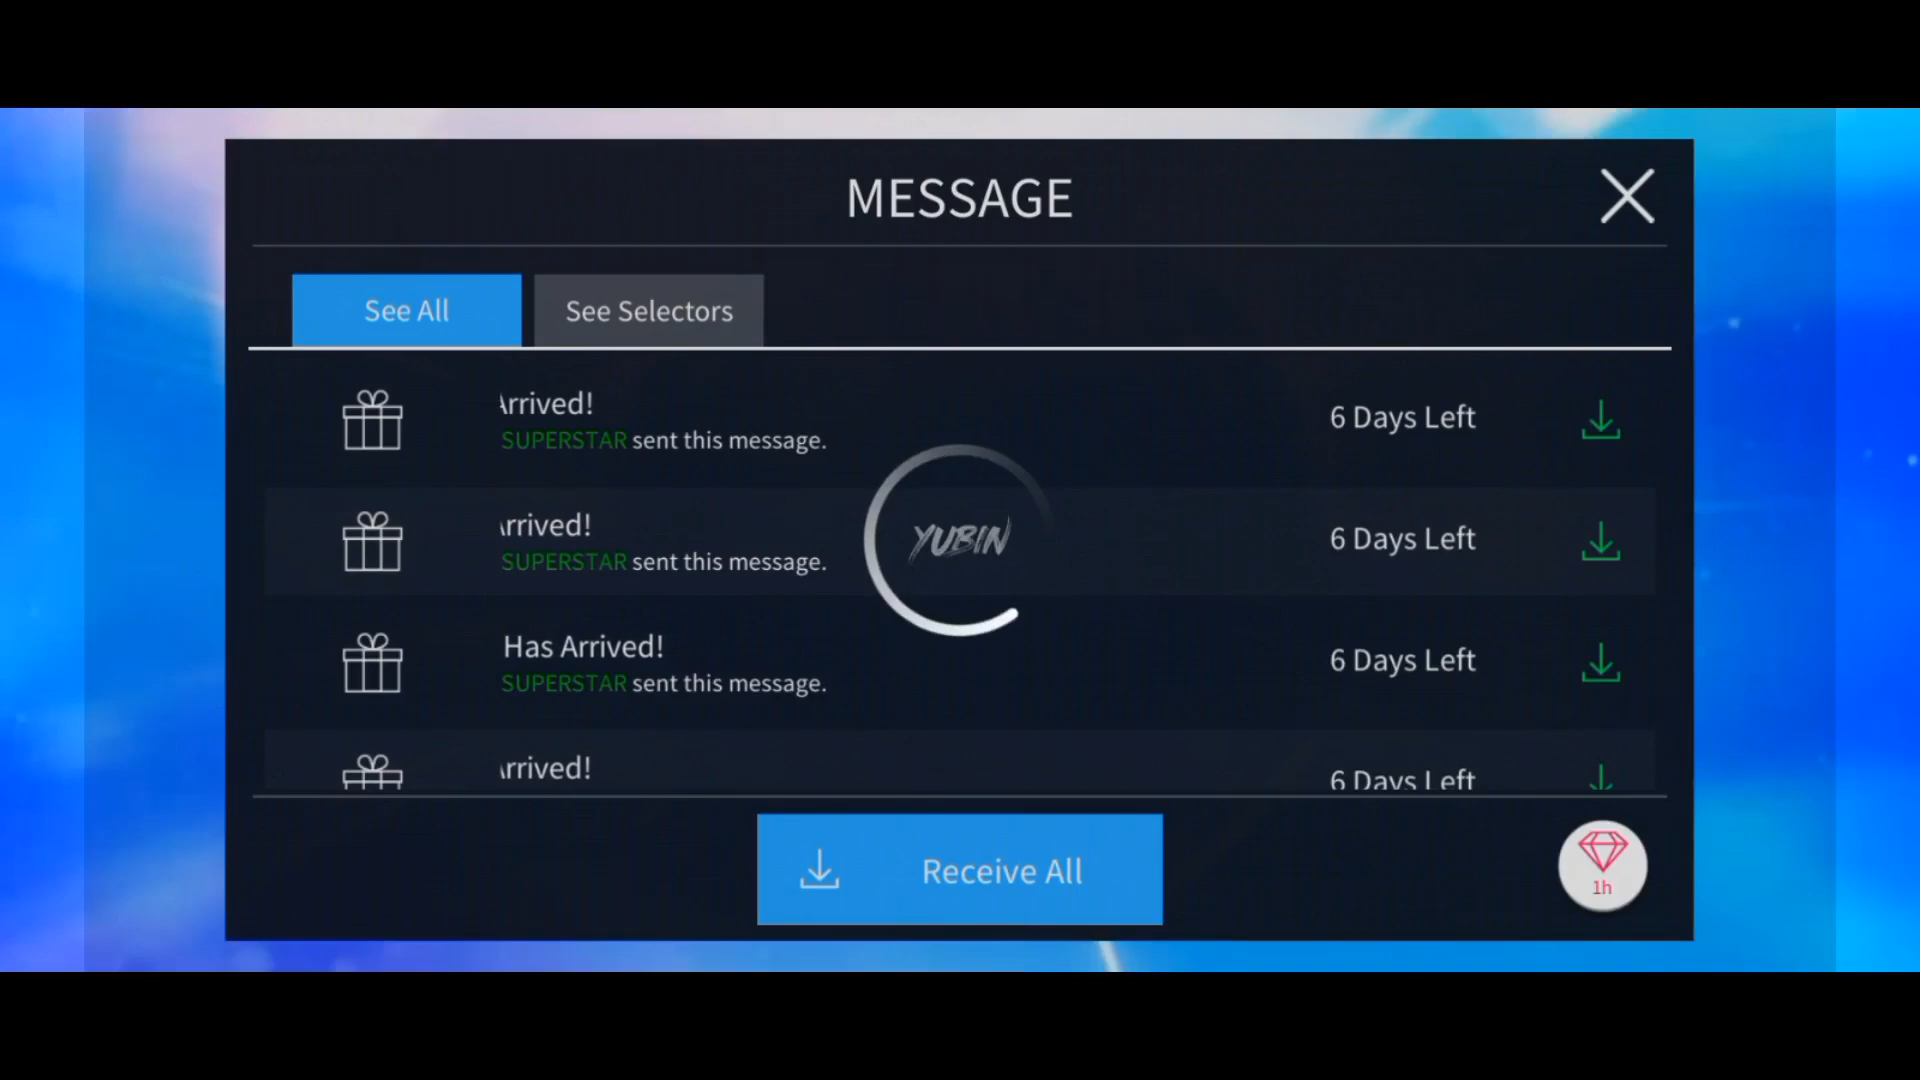 MESSAGE
See All
See Selectors
Arrived!
SUPERSTAR sent this message.
6 Days Left
rrived!
SUPERSTAR sent this message.
6 Days Left
YUBIN
Has Arrived!
SUPERSTAR sent this message.
6 Days Left
rrived!
6 Days Left
Receive All
1h